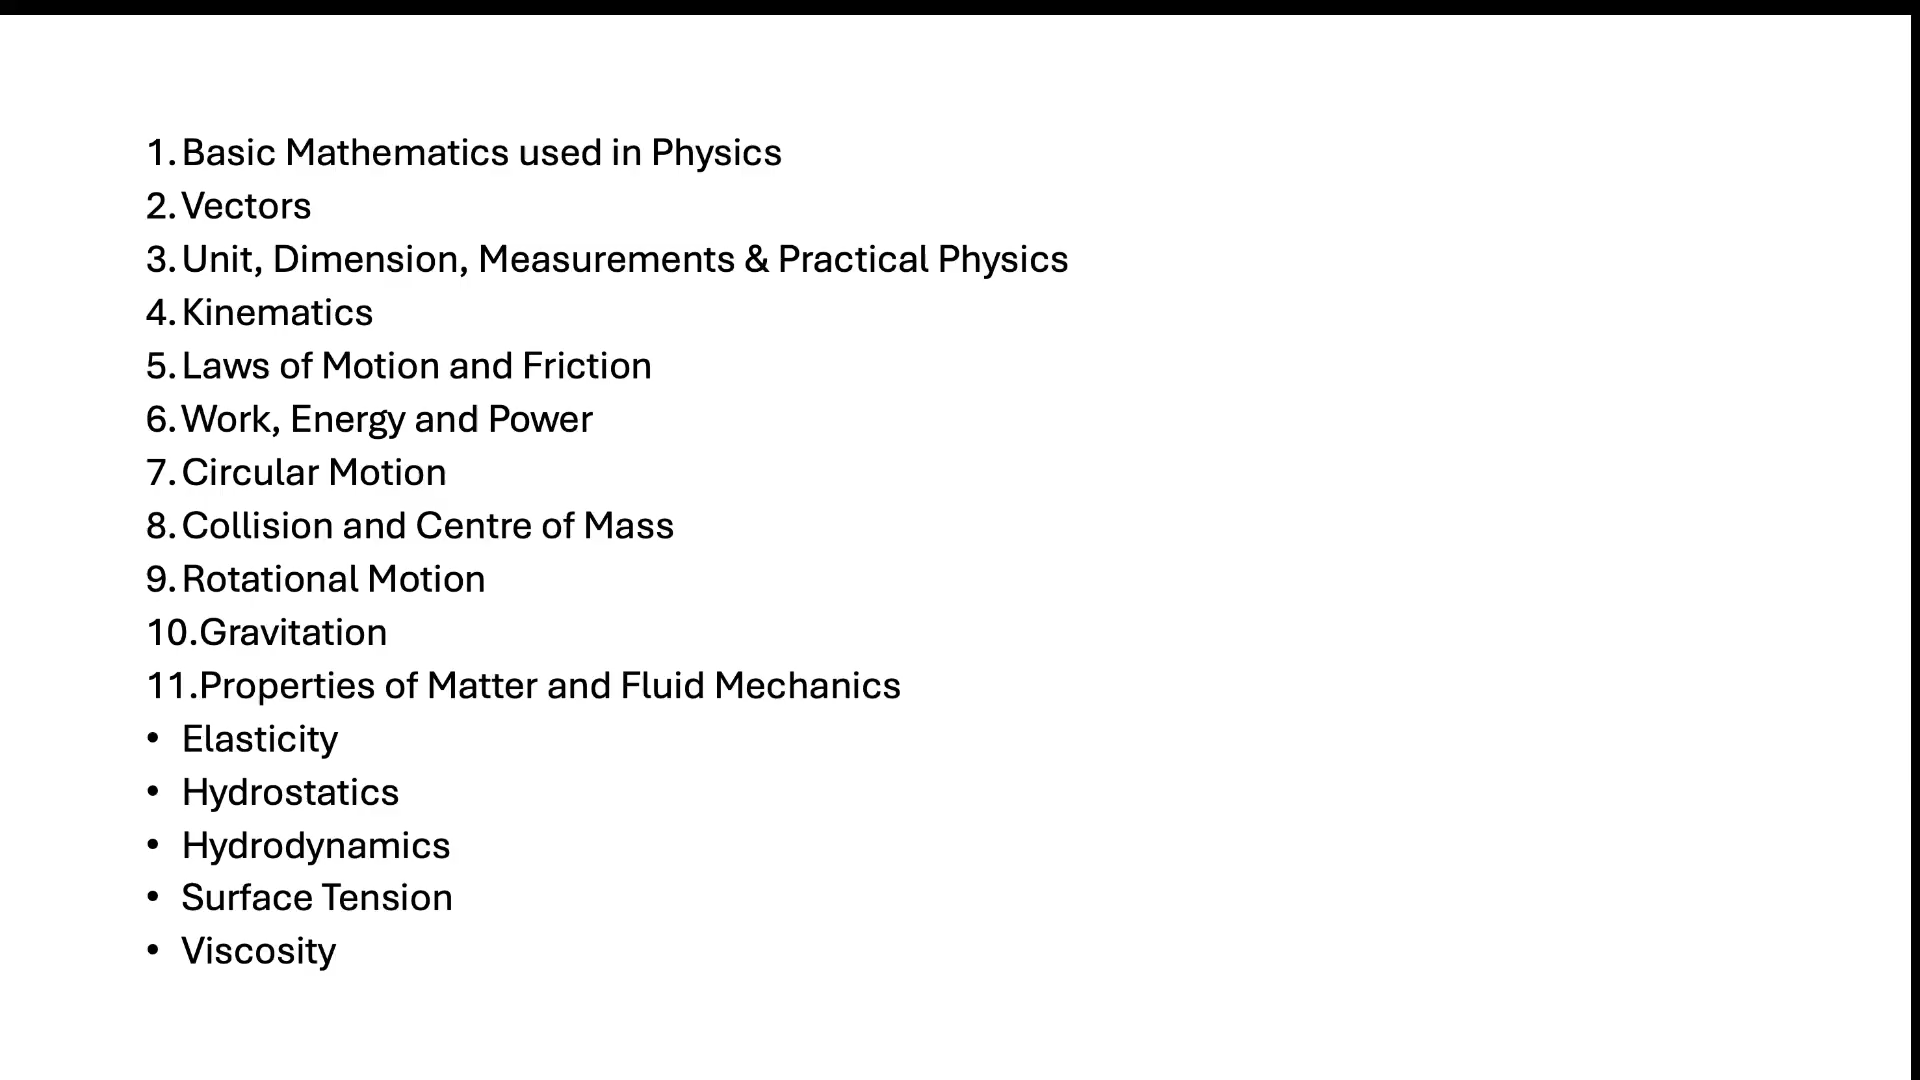 1. Basic Mathematics used in Physics
2. Vectors
3. Unit, Dimension, Measurements & Practical Physics
4. Kinematics
5. Laws of Motion and Friction
6. Work, Energy and Power
7. Circular Motion
8. Collision and Centre of Mass
9. Rotational Motion
10.Gravitation
11.Properties of Matter and Fluid Mechanics
• Elasticity
• Hydrostatics
• Hydrodynamics
• Surface Tension
• Viscosity